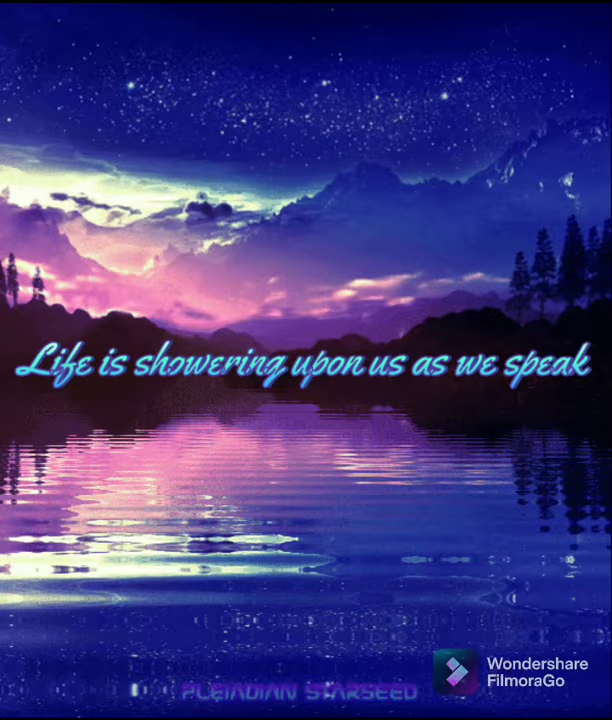 Life is showering upon us as we speak
Wondershare
FilmoraGo
PLEIADIAN STARSEED